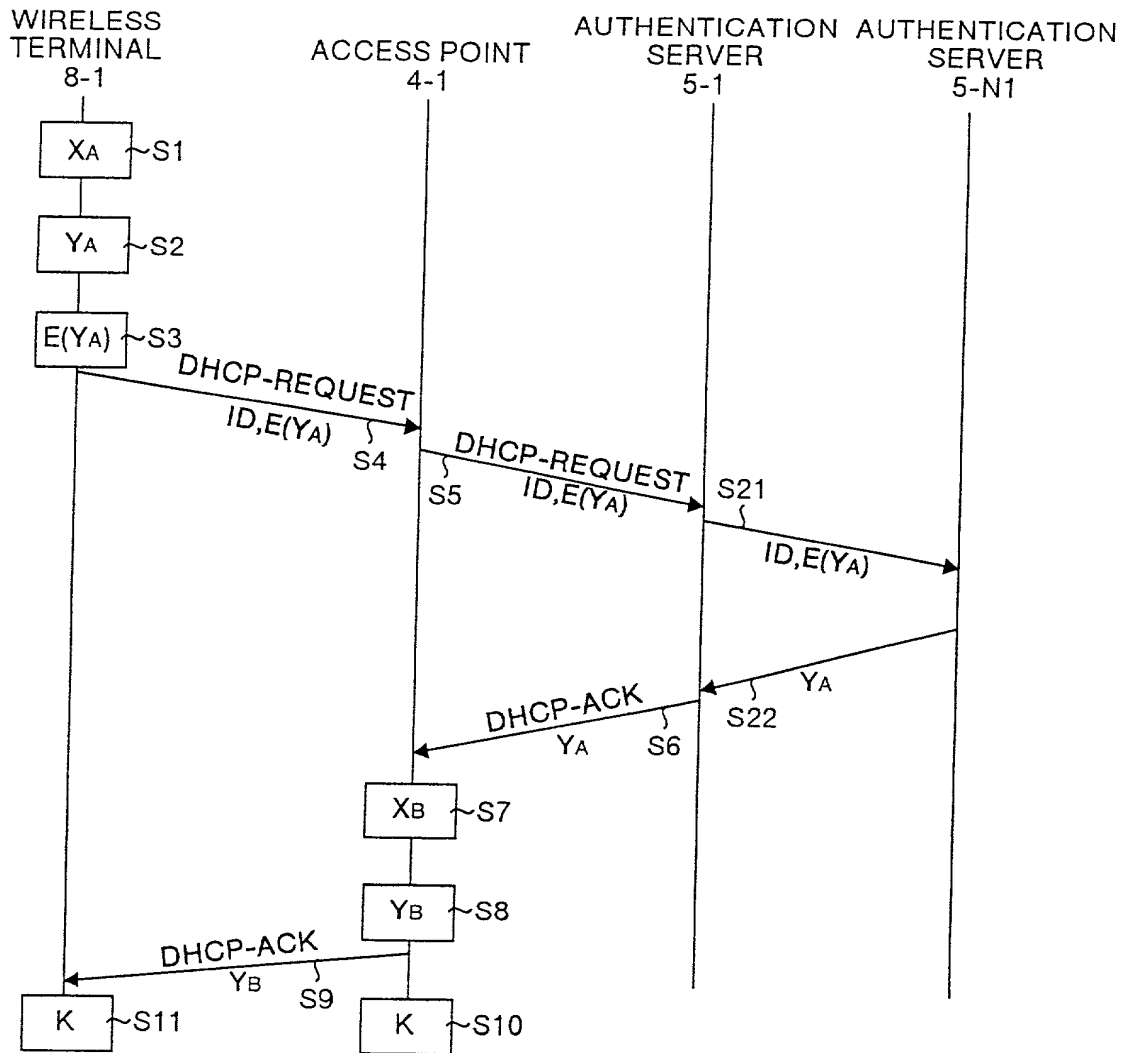 WIRELESS
TERMINAL
8-1
ACCESS POINT
4-1
AUTHENTICATION
SERVER
5-1
AUTHENTICATION
SERVER
5-N1
XA
S1
YA
S2
E(YA)
S3
DHCP-REQUEST
ID,E(YA)
S4
DHCP-REQUEST
ID,E(YA)
S5
S21
ID,E(YA)
YA
S22
DHCP-ACK
YA
S6
XB
S7
YB
S8
DHCP-ACK
YB
S9
K
S11
K
S10